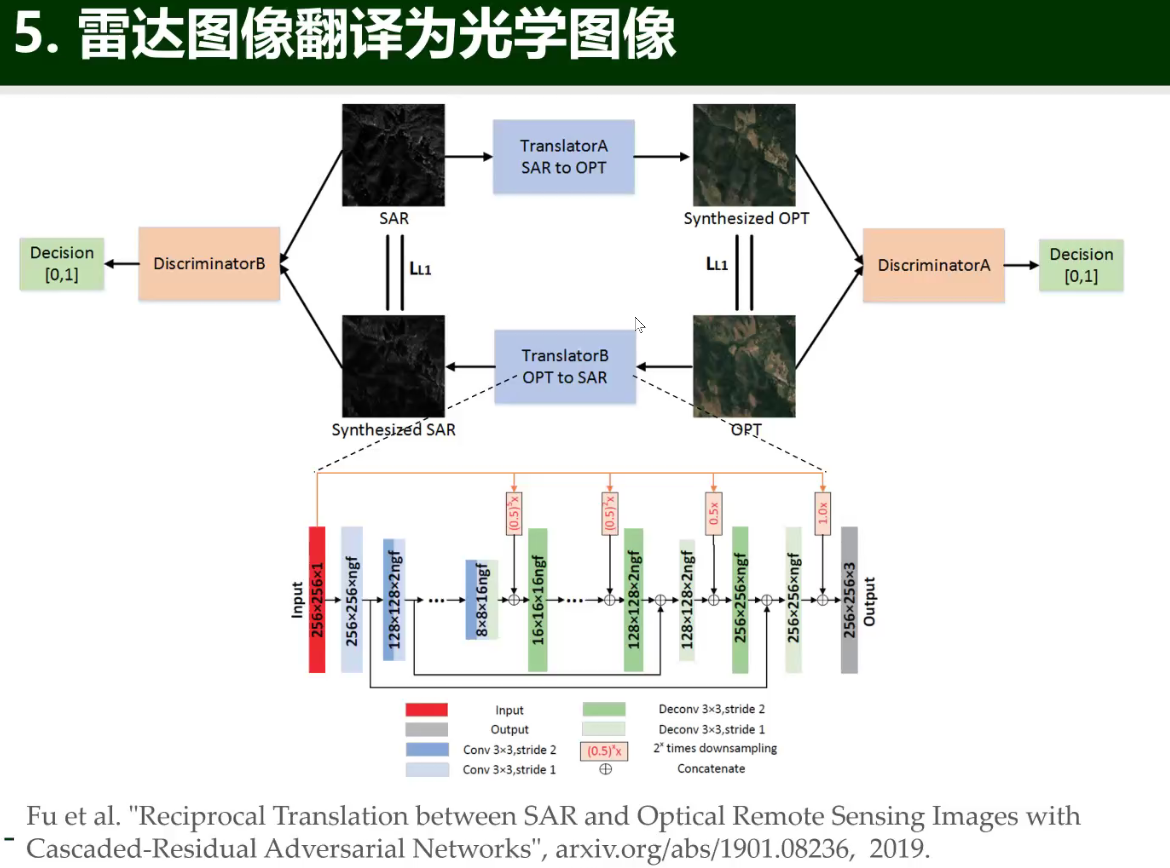 5. 雷达图像翻译为光学图像
TranslatorA
SAR to OPT
SAR
Synthesized OPT
Decision
[0,1]
DiscriminatorB
LL1
LL1
DiscriminatorA
Decision
[0,1]
TranslatorB
OPT to SAR
Synthesized SAR
OPT
(0.5)⁵x
(0.5)²x
0.5x
1.0x
Input
256×256×1
256×256×ngf
128×128×2ngf
...
8×8×16ngf
16×16×16ngf
...
128×128×2ngf
128×128×2ngf
256×256×ngf
256×256×ngf
256×256×3
Output
Input
Deconv 3×3,stride 2
Output
Deconv 3×3,stride 1
Conv 3×3,stride 2
(0.5)ˣx
2ˣ times downsampling
Conv 3×3,stride 1
Concatenate
Fu et al. "Reciprocal Translation between SAR and Optical Remote Sensing Images with
Cascaded-Residual Adversarial Networks", arxiv.org/abs/1901.08236, 2019.